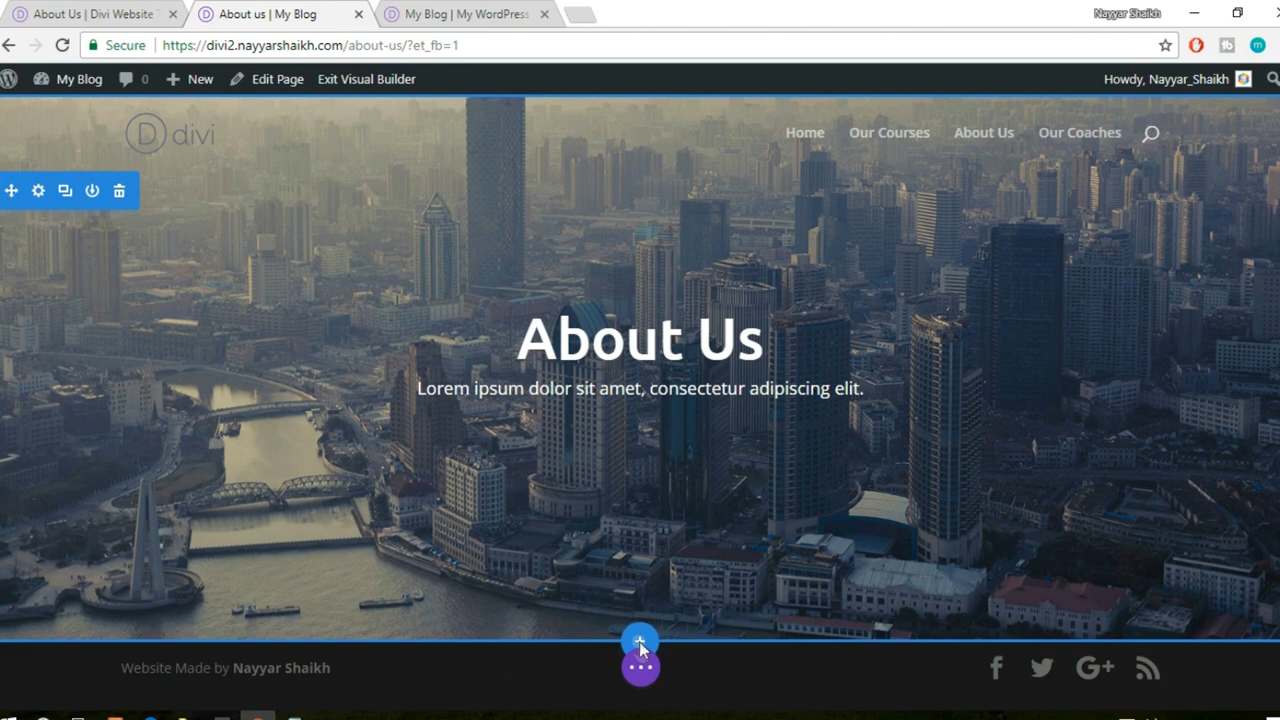 About Us | Divi Website
About us | My Blog
My Blog | My WordPress
Nayyar Shaikh
Secure
https://divi2.nayyarshaikh.com/about-us/?et_fb=1
My Blog
0
New
Edit Page
Exit Visual Builder
Howdy, Nayyar_Shaikh
D divi
Home
Our Courses
About Us
Our Coaches
About Us
Lorem ipsum dolor sit amet, consectetur adipiscing elit.
Website Made by Nayyar Shaikh